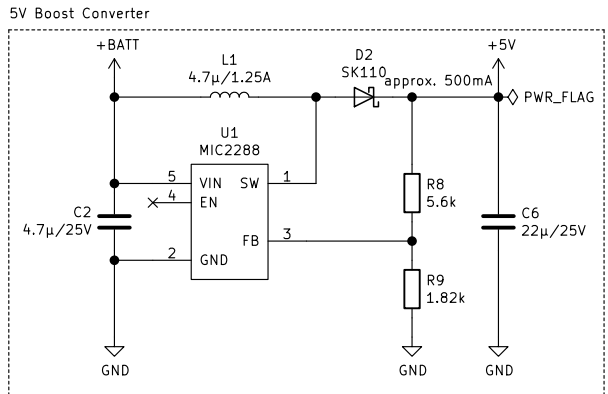 5V Boost Converter
+BATT
L1
4.7µ/1.25A
D2
SK110
approx. 500mA
+5V
PWR_FLAG
U1
MIC2288
5 VIN SW 1
4 EN
FB 3
2 GND
C2
4.7µ/25V
R8
5.6k
C6
22µ/25V
R9
1.82k
GND
GND
GND